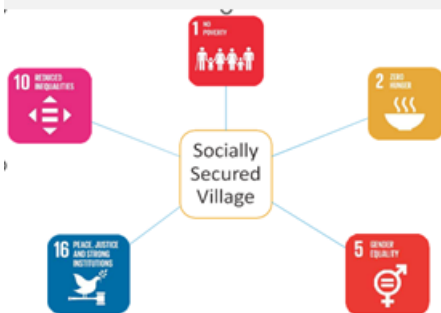 1 NO
POVERTY
10 REDUCED
INEQUALITIES
2 ZERO
HUNGER
Socially
Secured
Village
16 PEACE, JUSTICE
AND STRONG
INSTITUTIONS
5 GENDER
EQUALITY